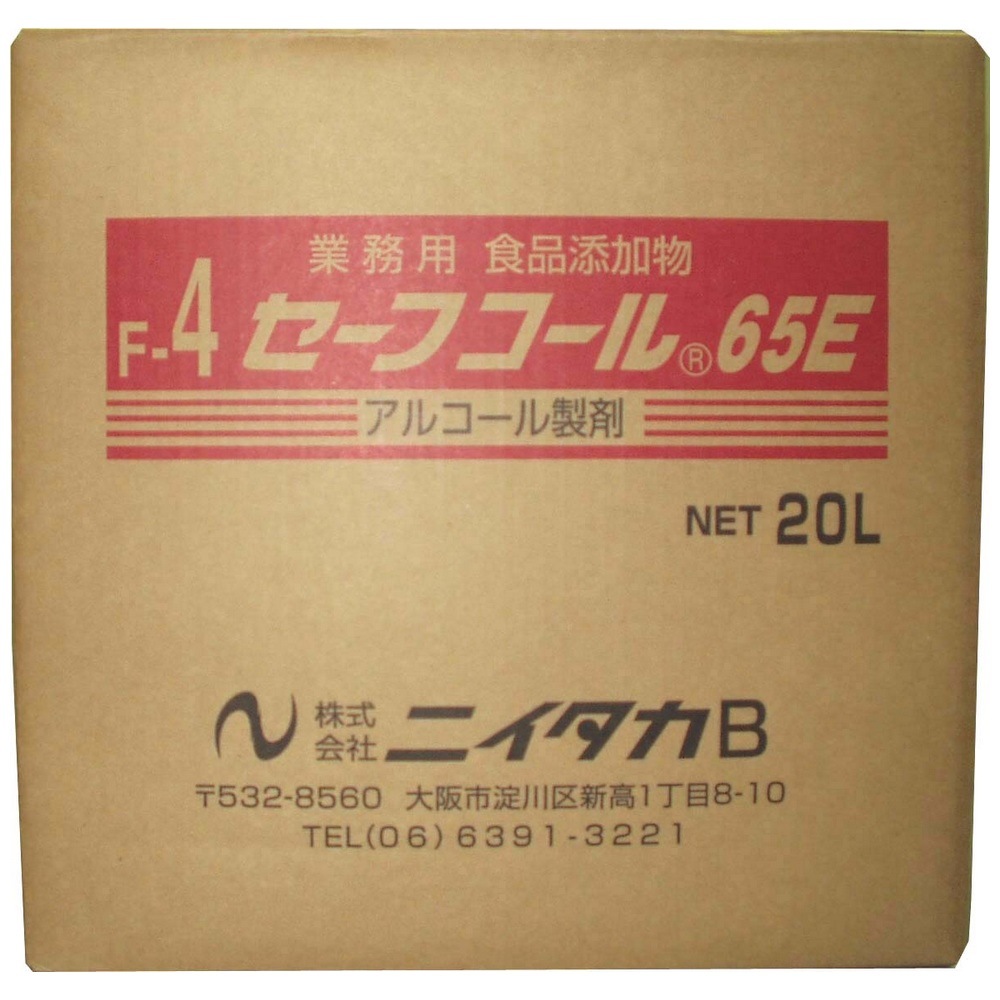 業務用 食品添加物
F-4 セーフコール®65E
アルコール製剤
NET 20L
株式会社 ニイタカB
〒532-8560 大阪市淀川区新高1丁目8-10
TEL(06)6391-3221